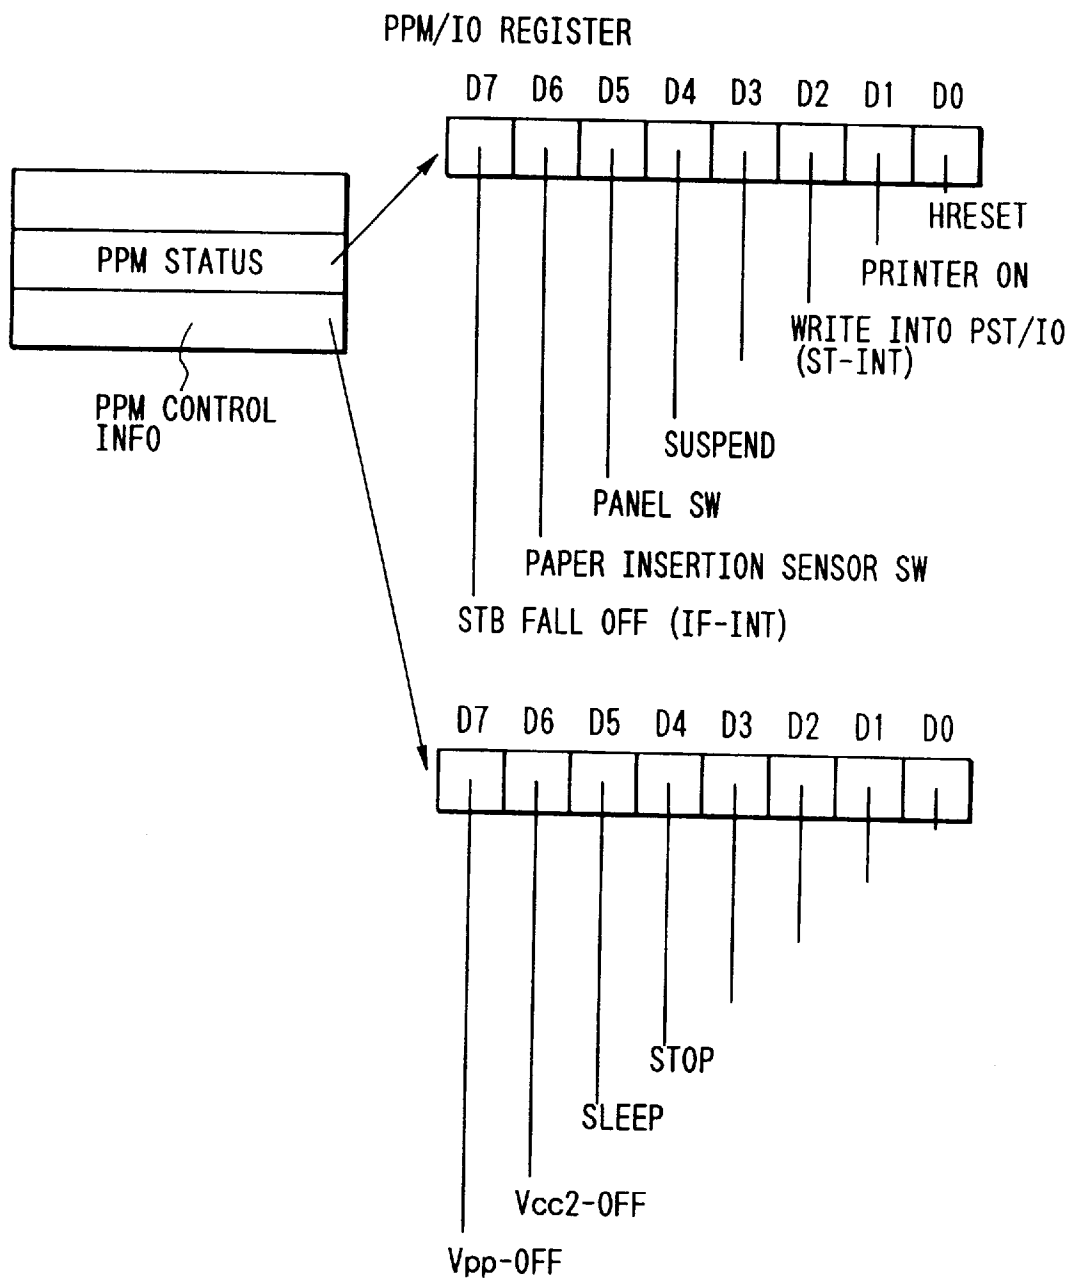 PPM/IO REGISTER
D7 D6 D5 D4 D3 D2 D1 D0
HRESET
PPM STATUS
PRINTER ON
WRITE INTO PST/IO
(ST-INT)
PPM CONTROL
INFO
SUSPEND
PANEL SW
PAPER INSERTION SENSOR SW
STB FALL OFF (IF-INT)
D7 D6 D5 D4 D3 D2 D1 D0
STOP
SLEEP
Vcc2-OFF
Vpp-OFF